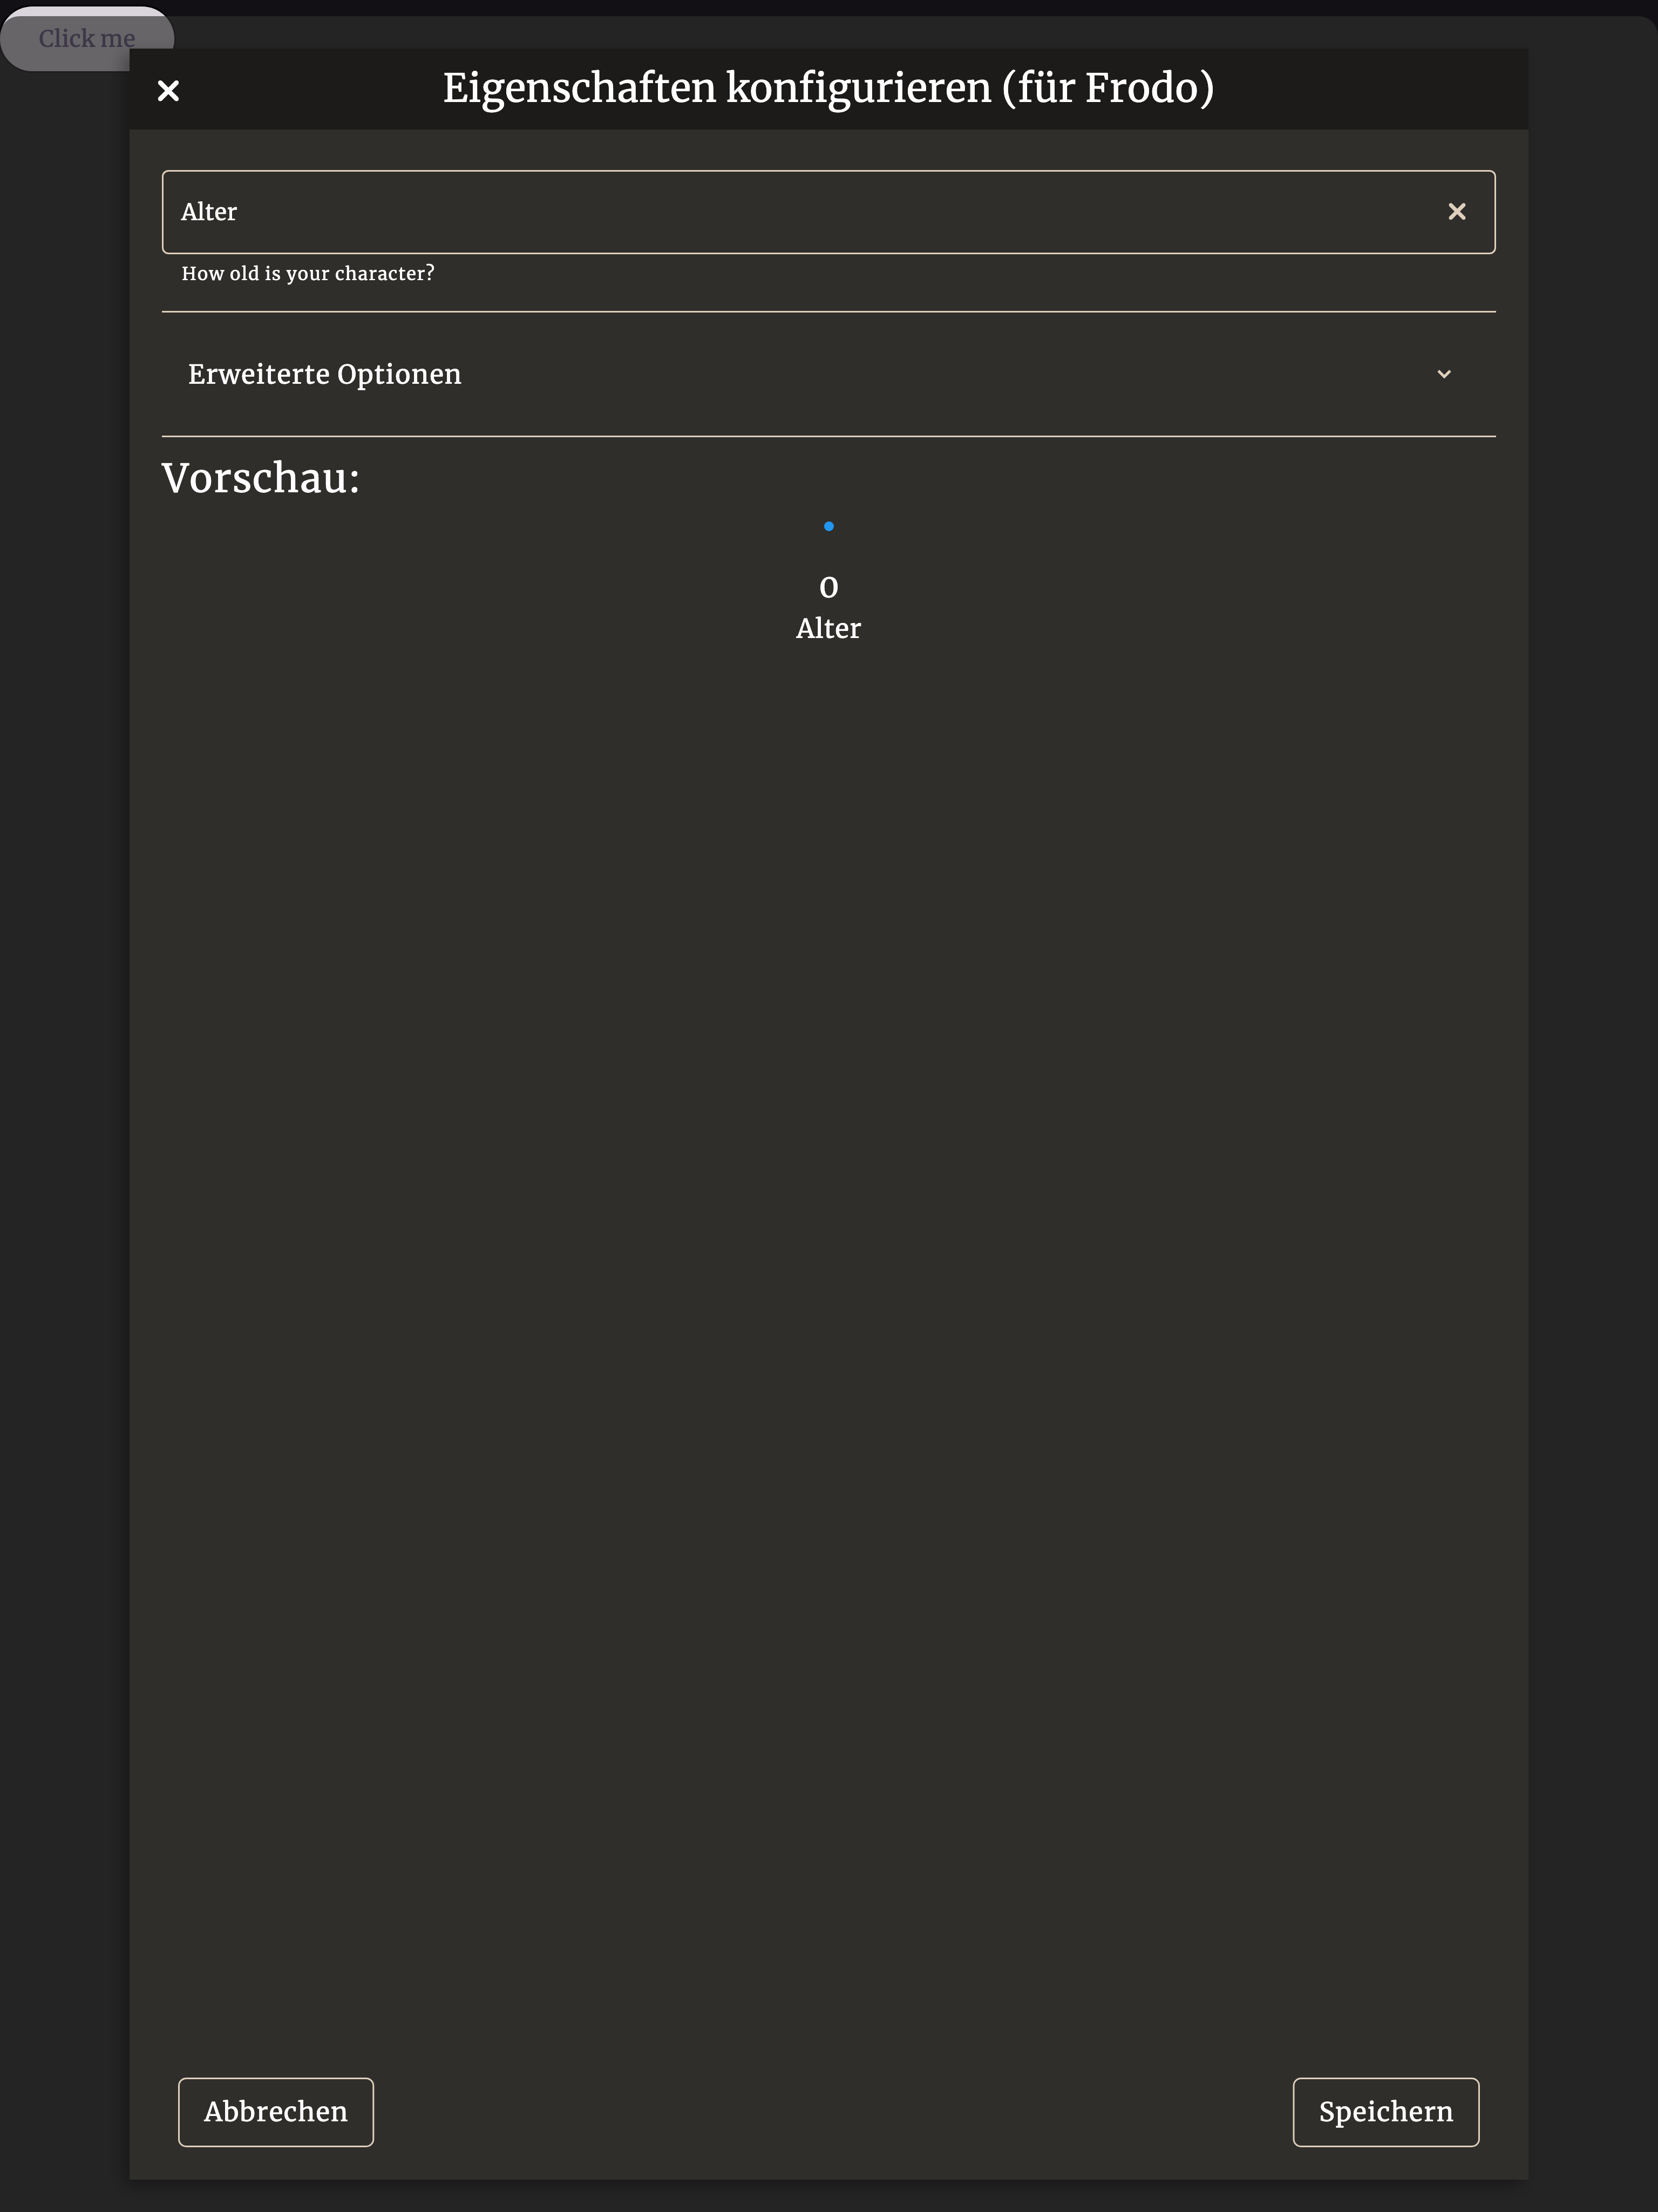 Click me
Eigenschaften konfigurieren (für Frodo)
Alter
How old is your character?
Erweiterte Optionen
Vorschau:
0
Alter
Abbrechen
Speichern